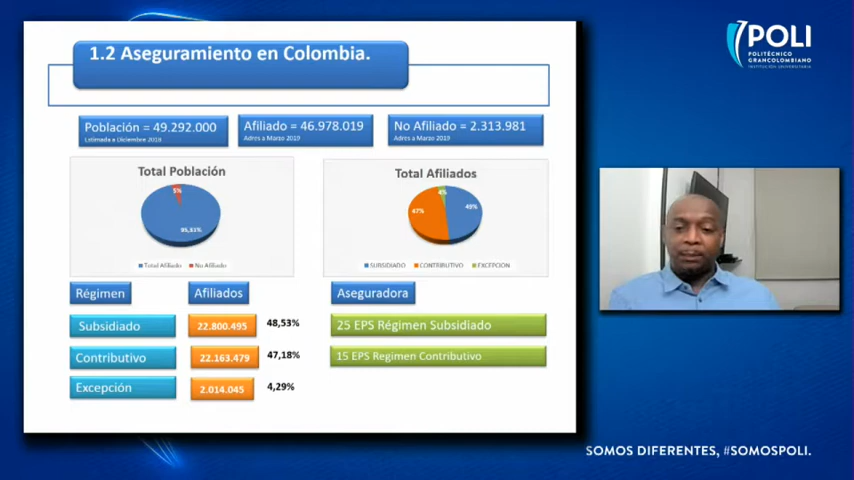 1.2 Aseguramiento en Colombia.
Población = 49.292.000
Estimada a Diciembre 2018
Afiliado = 46.978.019
Adres a Marzo 2019
No Afiliado = 2.313.981
Adres a Marzo 2019
Total Población
5%
95,31%
Total Afiliado
No Afiliado
Total Afiliados
4%
47%
49%
SUBSIDIADO
CONTRIBUTIVO
EXCEPCION
Régimen
Afiliados
Aseguradora
Subsidiado
22.800.495
48,53%
25 EPS Régimen Subsidiado
Contributivo
22.163.479
47,18%
15 EPS Regimen Contributivo
Excepción
2.014.045
4,29%
POLI
POLITÉCNICO
GRANCOLOMBIANO
INSTITUCIÓN UNIVERSITARIA
SOMOS DIFERENTES, #SOMOSPOLI.